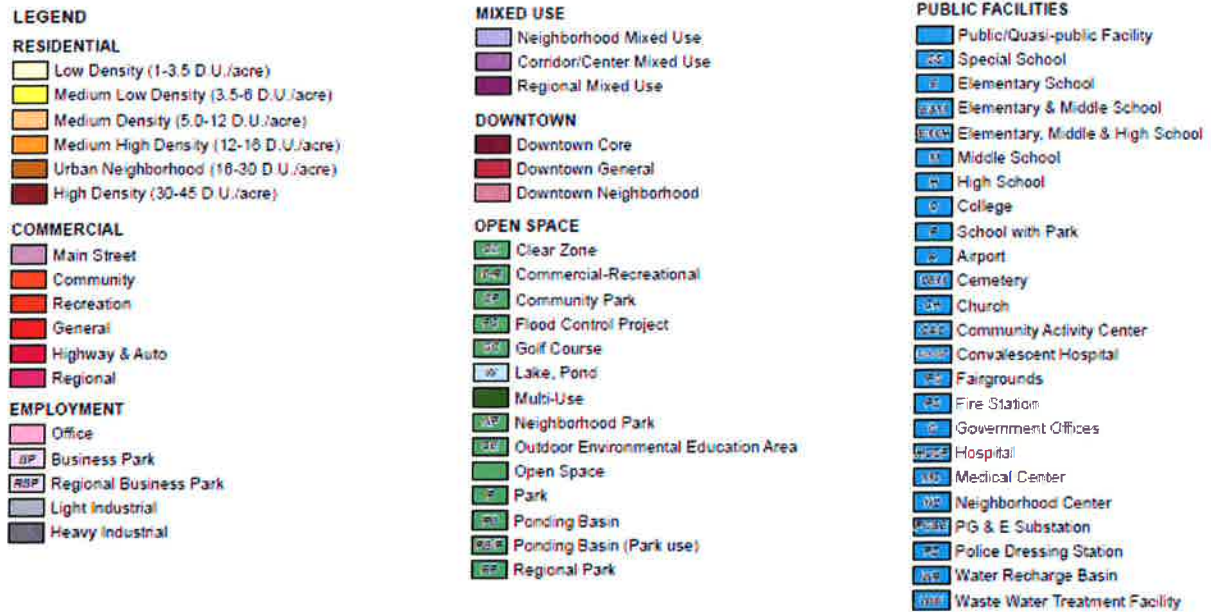 LEGEND
RESIDENTIAL
Low Density (1-3.5 D.U./acre)
Medium Low Density (3.5-6 D.U./acre)
Medium Density (5.0-12 D.U./acre)
Medium High Density (12-16 D.U./acre)
Urban Neighborhood (16-30 D.U./acre)
High Density (30-45 D.U./acre)
COMMERCIAL
Main Street
Community
Recreation
General
Highway & Auto
Regional
EMPLOYMENT
Office
BP Business Park
RBP Regional Business Park
Light Industrial
Heavy Industrial
MIXED USE
Neighborhood Mixed Use
Corridor/Center Mixed Use
Regional Mixed Use
DOWNTOWN
Downtown Core
Downtown General
Downtown Neighborhood
OPEN SPACE
Clear Zone
Commercial-Recreational
Community Park
Flood Control Project
Golf Course
Lake, Pond
Multi-Use
Neighborhood Park
Outdoor Environmental Education Area
Open Space
Park
Ponding Basin
Ponding Basin (Park use)
Regional Park
PUBLIC FACILITIES
Public/Quasi-public Facility
Special School
Elementary School
Elementary & Middle School
Elementary, Middle & High School
Middle School
High School
College
School with Park
Airport
Cemetery
Church
Community Activity Center
Convalescent Hospital
Fairgrounds
Fire Station
Government Offices
Hospital
Medical Center
Neighborhood Center
PG & E Substation
Police Dressing Station
Water Recharge Basin
Waste Water Treatment Facility